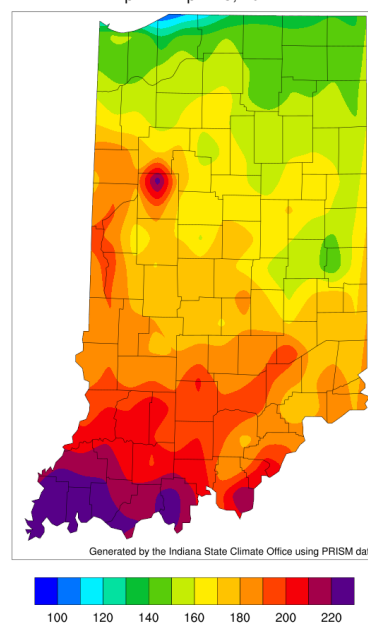 Generated by the Indiana State Climate Office using PRISM dat
100 120 140 160 180 200 220